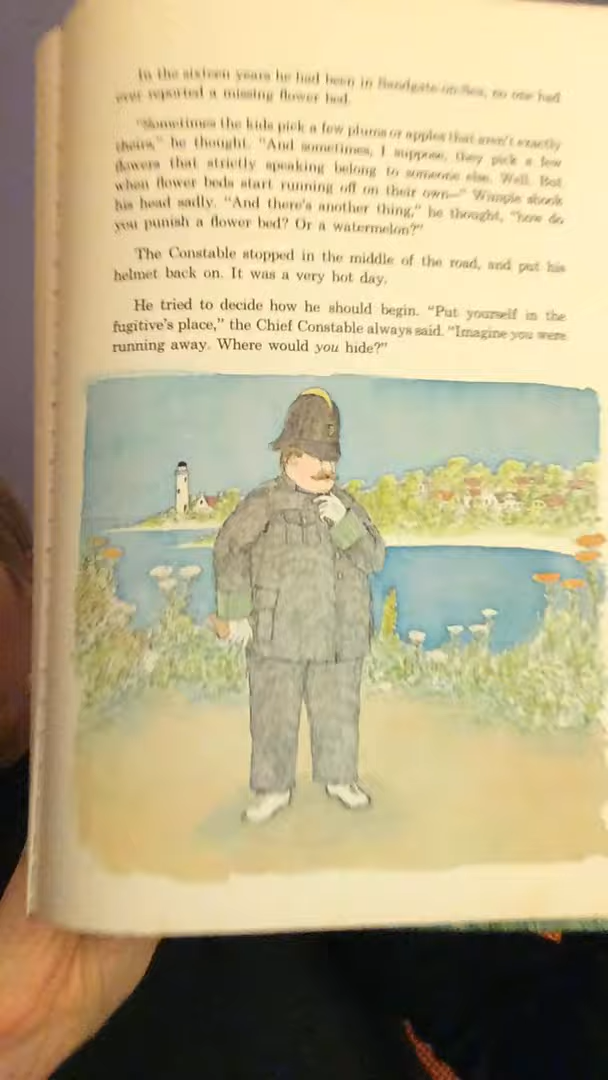 In the sixteen years he had been in Sandgate-on-Sea, no one had
ever reported a missing flower bed.
"Sometimes the kids pick a few plums or apples that aren't exactly
theirs," he thought. "And sometimes, I suppose, they pick a few
flowers that strictly speaking belong to someone else. Well. But
when flower beds start running off on their own—" Wimple shook
his head sadly. "And there's another thing," he thought, "how do
you punish a flower bed? Or a watermelon?"
The Constable stopped in the middle of the road, and put his
helmet back on. It was a very hot day.
He tried to decide how he should begin. "Put yourself in the
fugitive's place," the Chief Constable always said. "Imagine you were
running away. Where would you hide?"